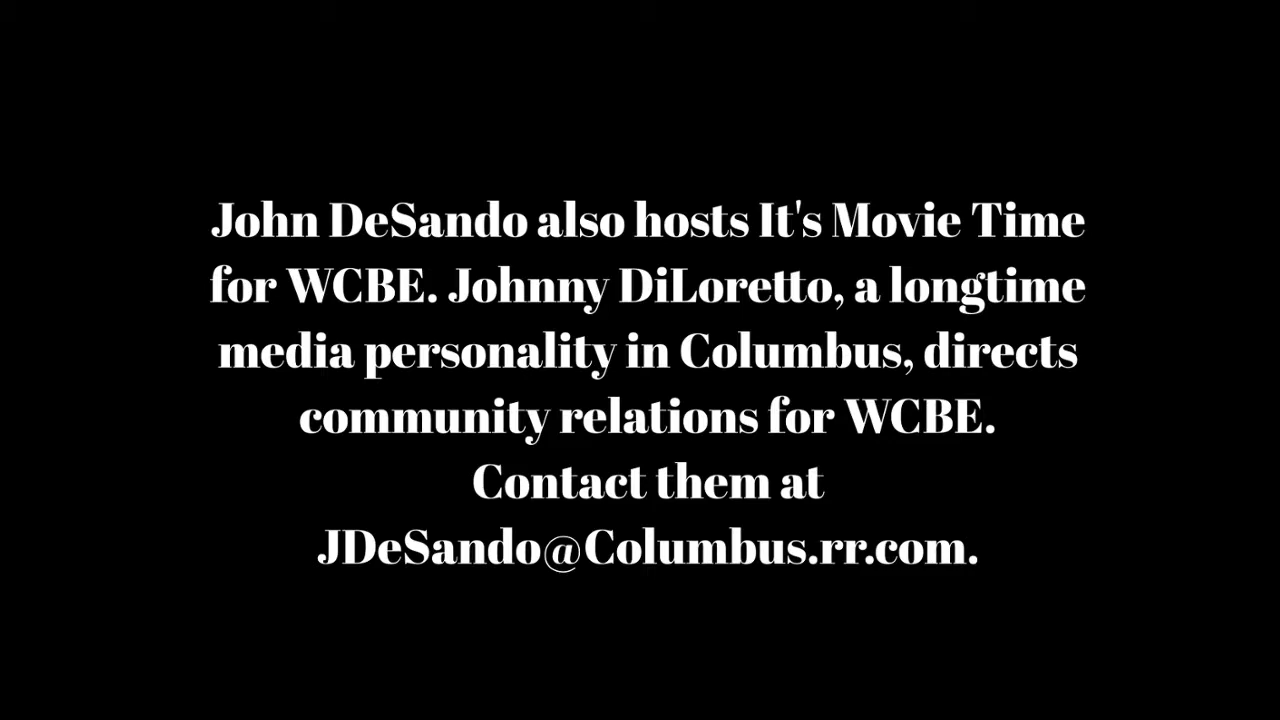 John DeSando also hosts It's Movie Time
for WCBE. Johnny DiLoretto, a longtime
media personality in Columbus, directs
community relations for WCBE.
Contact them at
JDeSando@Columbus.rr.com.